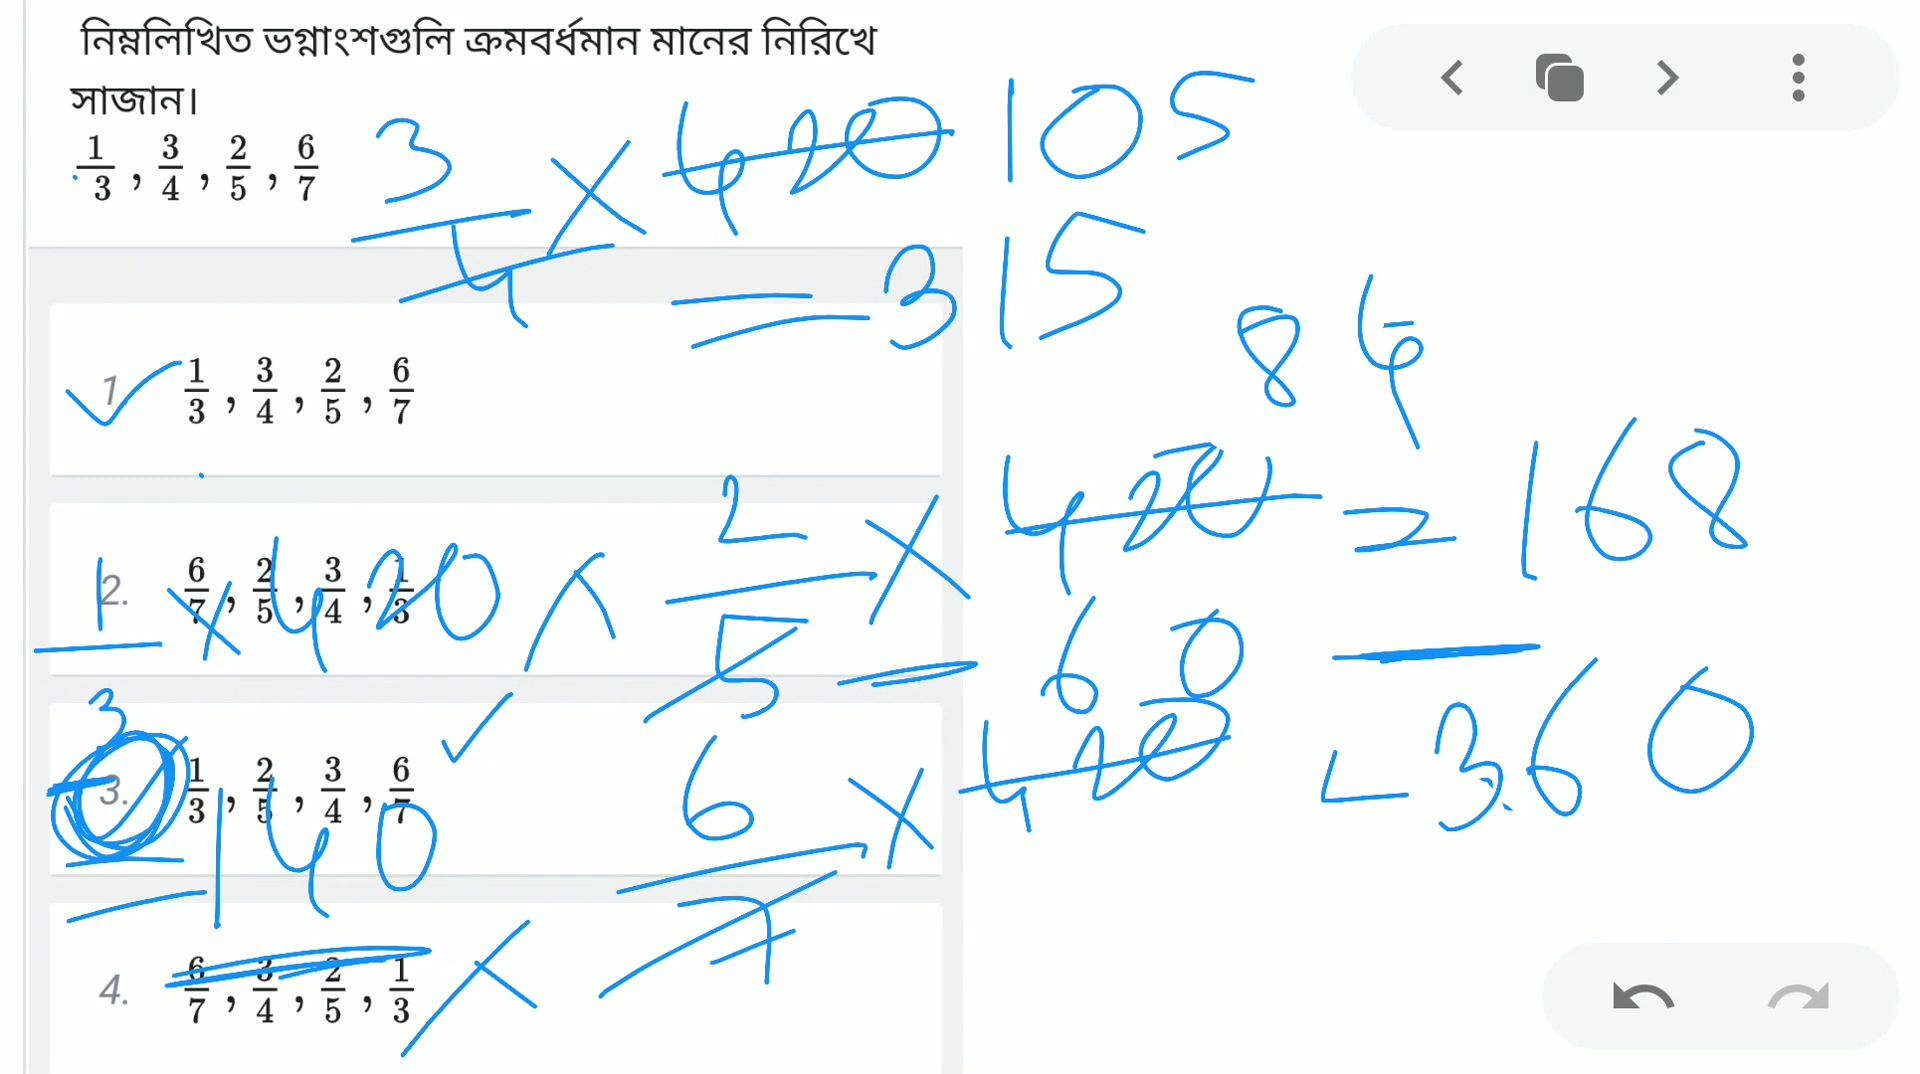 নিম্নলিখিত ভগ্নাংশগুলি ক্রমবর্ধমান মানের নিরিখে
সাজান।
1/3 , 3/4 , 2/5 , 6/7
3/4 × 420 105
= 315
1 1/3 , 3/4 , 2/5 , 6/7
84
2/5 × 420 = 168
2. 6/7 , 2/5 , 3/4 , 1/3
1/3 × 420
= 140
3. 1/3 , 2/5 , 3/4 , 6/7
60
6/7 × 420 = 360
4. 6/7 , 3/4 , 2/5 , 1/3